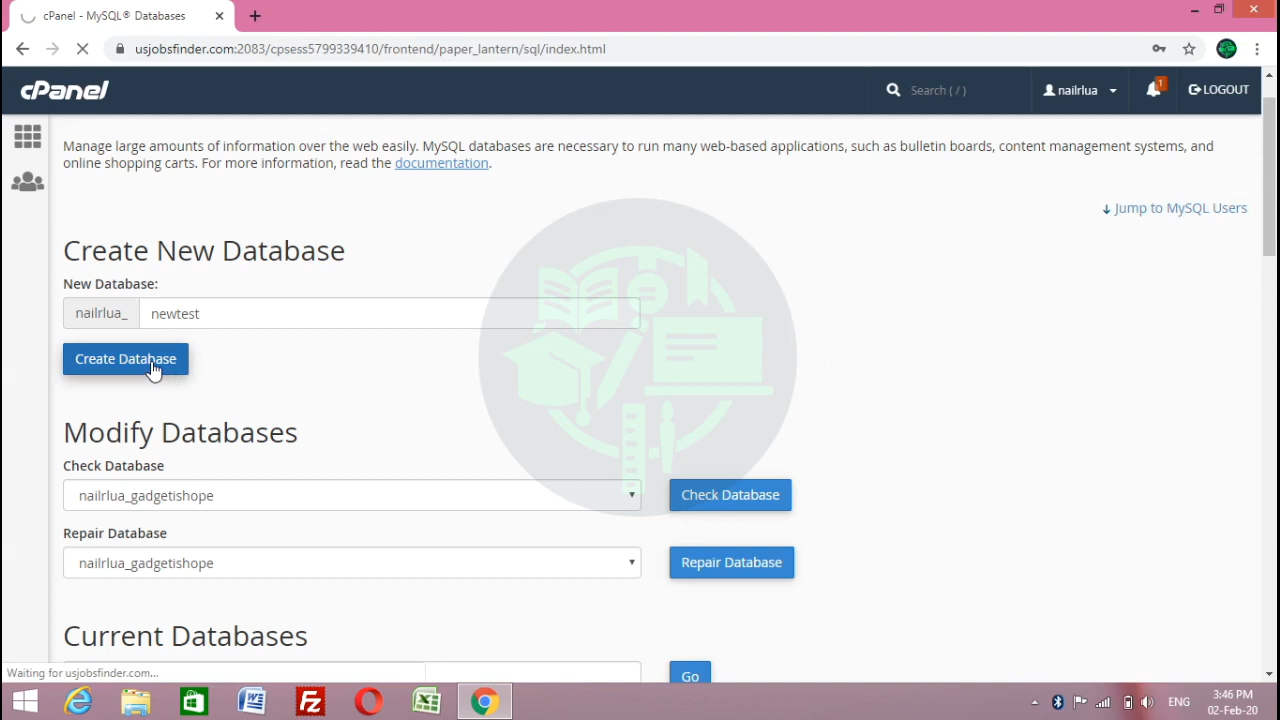 cPanel - MySQL® Databases
usjobsfinder.com:2083/cpsess5799339410/frontend/paper_lantern/sql/index.html
cPanel
Search ( / )
nailrlua
1
LOGOUT
Manage large amounts of information over the web easily. MySQL databases are necessary to run many web-based applications, such as bulletin boards, content management systems, and
online shopping carts. For more information, read the documentation.
Jump to MySQL Users
Create New Database
New Database:
nailrlua_ newtest
Create Database
Modify Databases
Check Database
nailrlua_gadgetishope
Check Database
Repair Database
nailrlua_gadgetishope
Repair Database
Current Databases
Go
Waiting for usjobsfinder.com...
ENG
3:46 PM
02-Feb-20